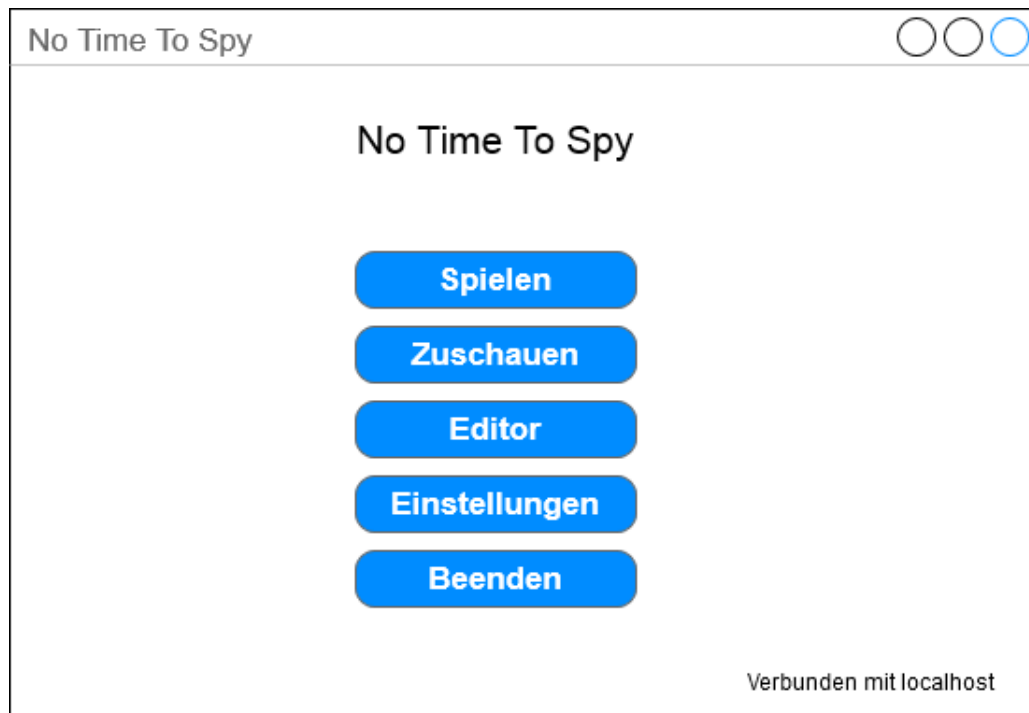 No Time To Spy
No Time To Spy
Spielen
Zuschauen
Editor
Einstellungen
Beenden
Verbunden mit localhost